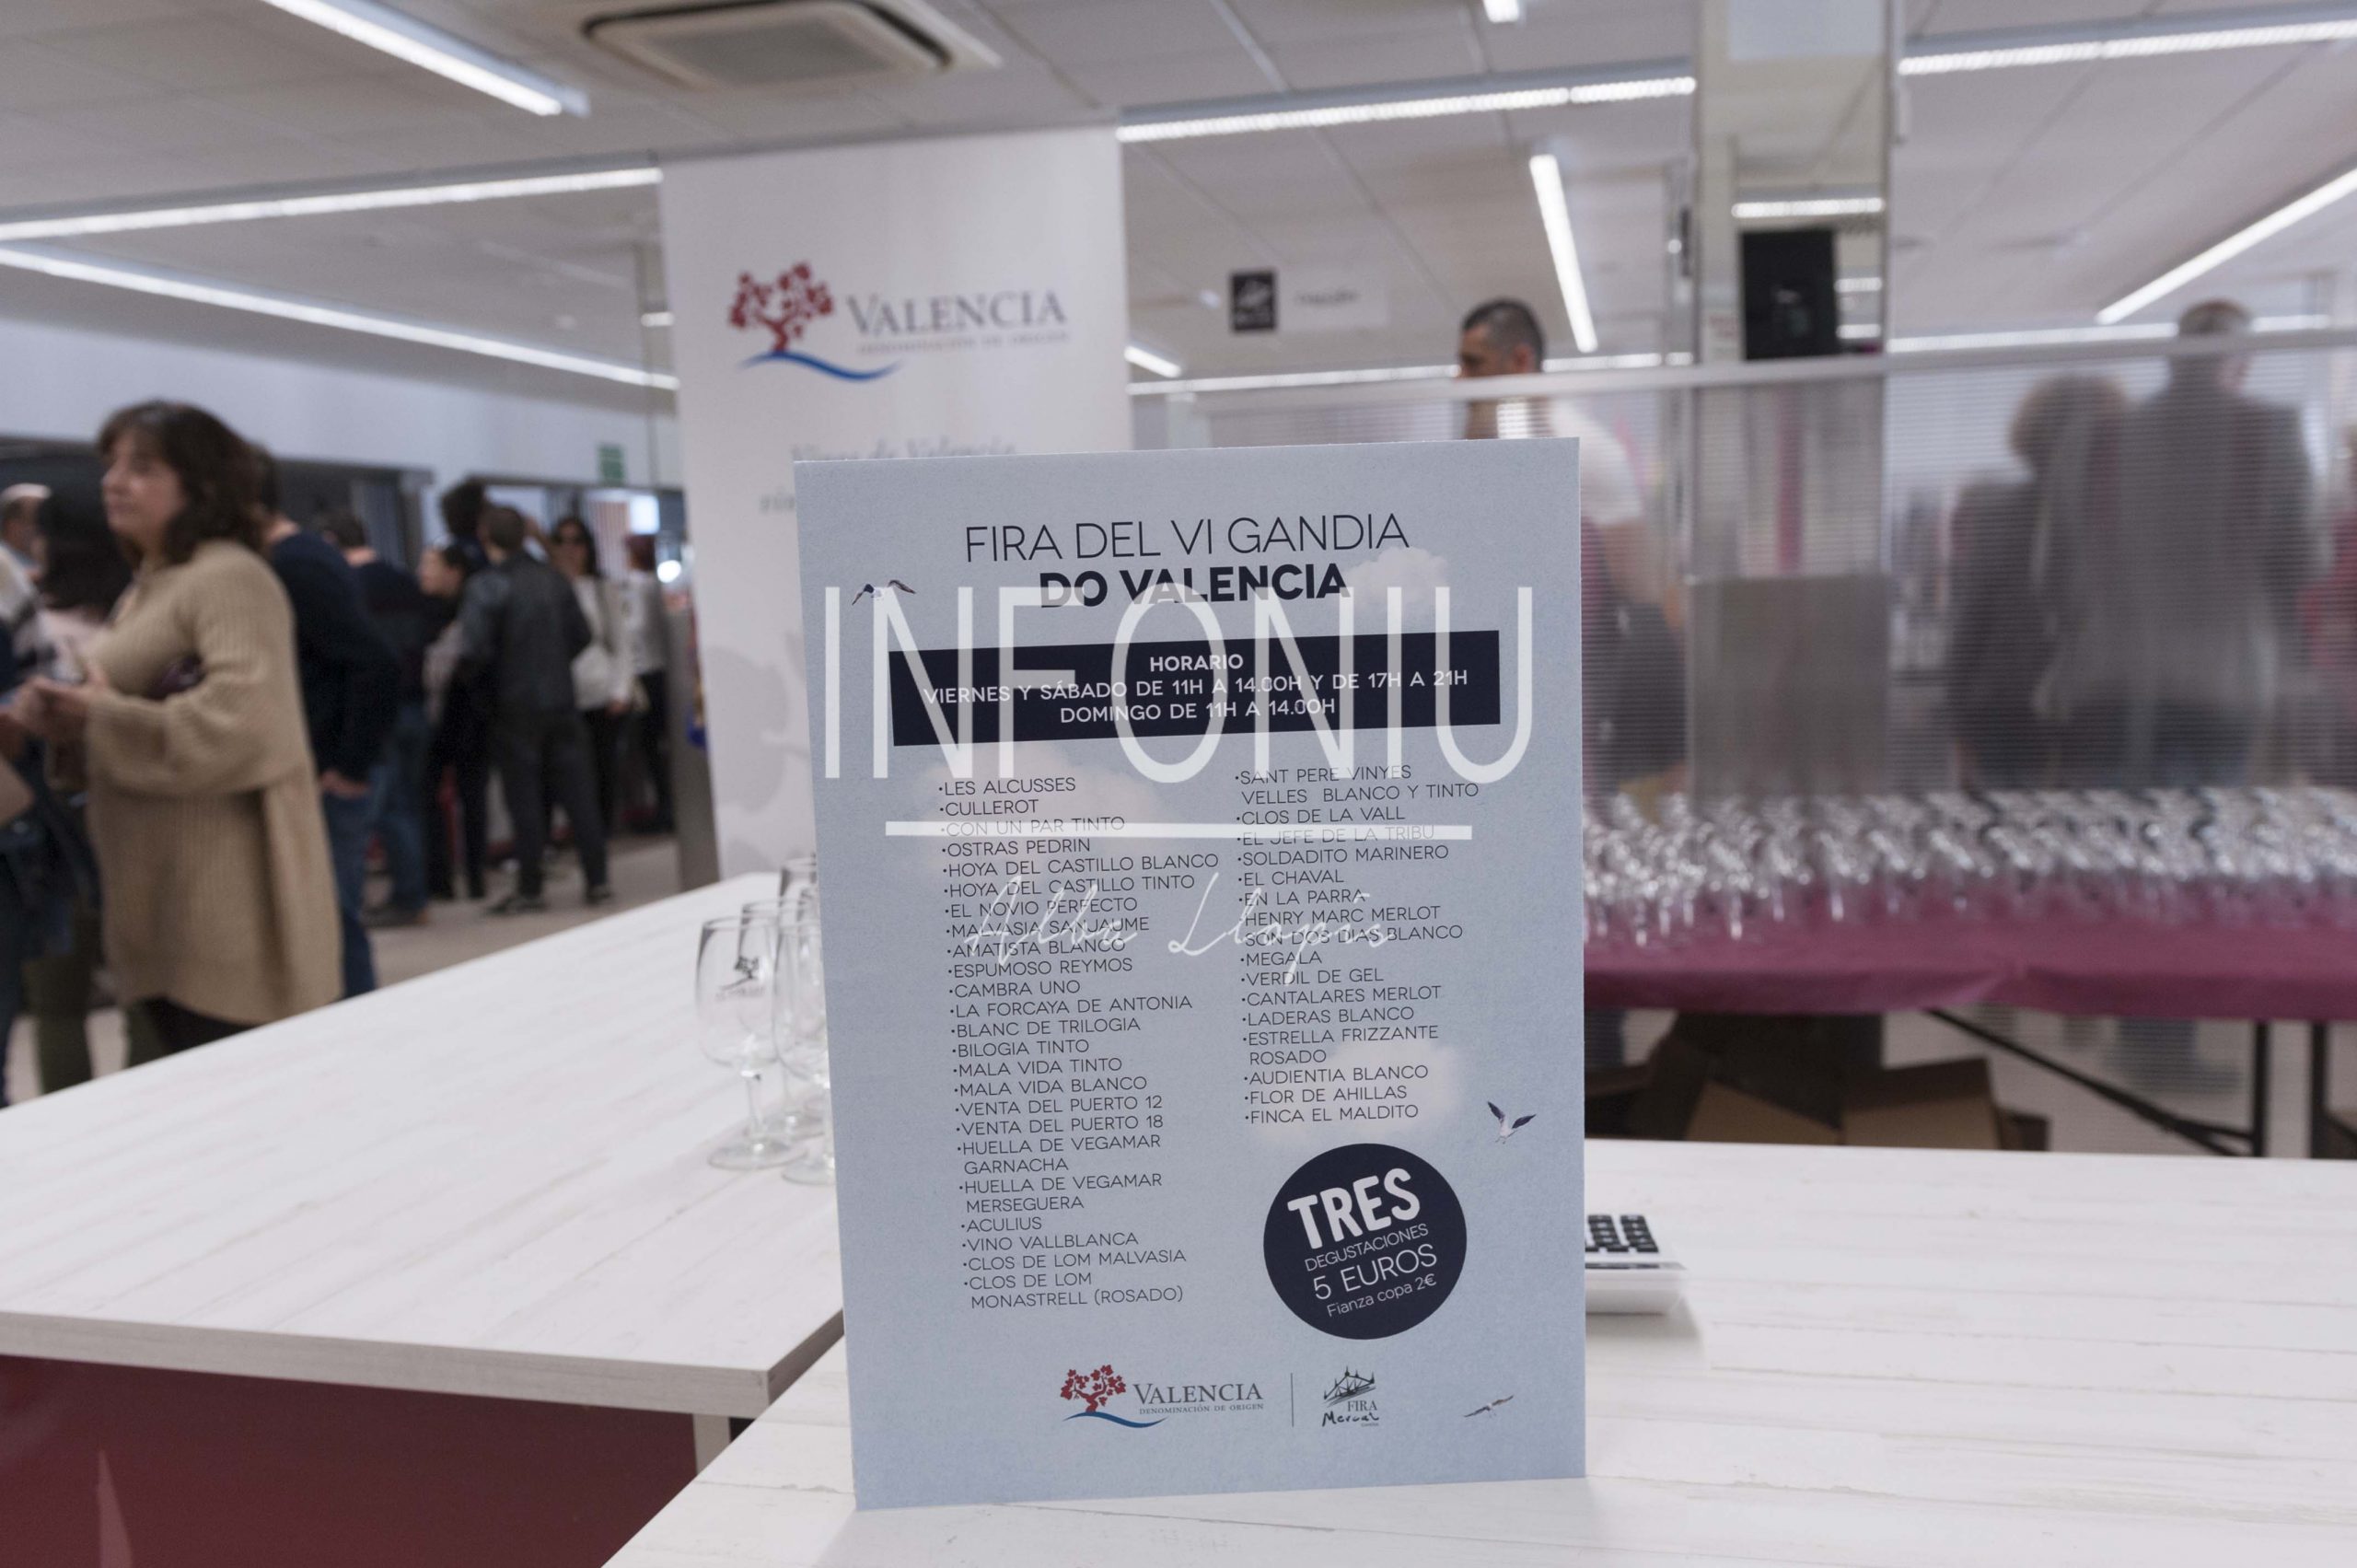 VALENCIA
DENOMINACIÓN DE ORIGEN
FIRA DEL VI GANDIA
DO VALENCIA
INFONIU
HORARIO
VIERNES Y SÁBADO DE 11H A 14.00H Y DE 17H A 21H
DOMINGO DE 11H A 14.00H
•LES ALCUSSES
•CULLEROT
•CON UN PAR TINTO
•OSTRAS PEDRIN
•HOYA DEL CASTILLO BLANCO
•HOYA DEL CASTILLO TINTO
•EL NOVIO PERFECTO
•MALVASIA SANJAUME
•AMATISTA BLANCO
•ESPUMOSO REYMOS
•CAMBRA UNO
•LA FORCAYA DE ANTONIA
•BLANC DE TRILOGIA
•BILOGIA TINTO
•MALA VIDA TINTO
•MALA VIDA BLANCO
•VENTA DEL PUERTO 12
•VENTA DEL PUERTO 18
•HUELLA DE VEGAMAR
GARNACHA
•HUELLA DE VEGAMAR
MERSEGUERA
•ACULIUS
•VINO VALLBLANCA
•CLOS DE LOM MALVASIA
•CLOS DE LOM
MONASTRELL (ROSADO)
•SANT PERE VINYES
VELLES BLANCO Y TINTO
•CLOS DE LA VALL
•EL JEFE DE LA TRIBU
•SOLDADITO MARINERO
•EL CHAVAL
•EN LA PARRA
•HENRY MARC MERLOT
•SON DOS DIAS BLANCO
•MEGALA
•VERDIL DE GEL
•CANTALARES MERLOT
•LADERAS BLANCO
•ESTRELLA FRIZZANTE
ROSADO
•AUDIENTIA BLANCO
•FLOR DE AHILLAS
•FINCA EL MALDITO
Alba Llopis
TRES
DEGUSTACIONES
5 EUROS
Fianza copa 2€
VALENCIA
DENOMINACIÓN DE ORIGEN
FIRA
Mercat